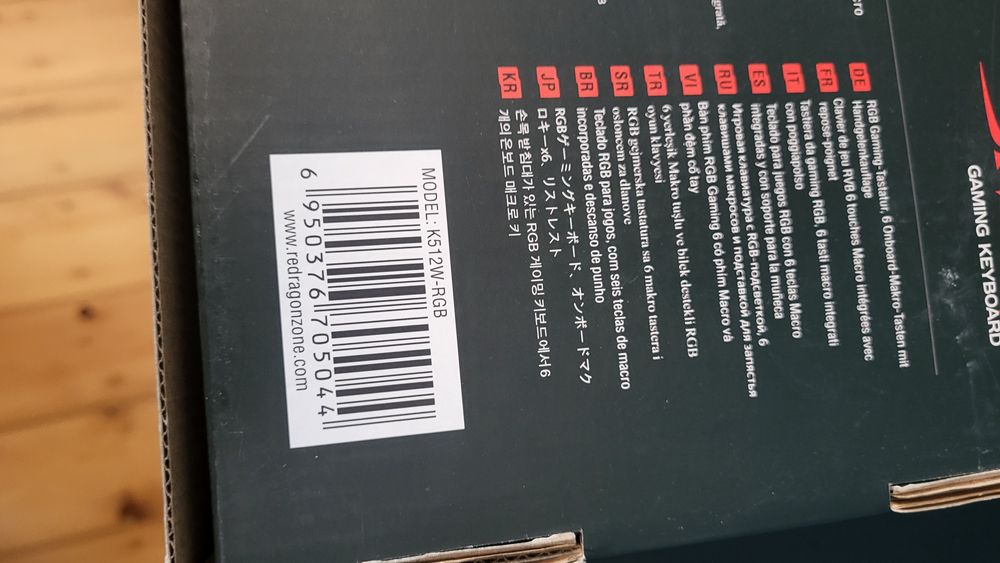 GAMING KEYBOARD
DE RGB Gaming-Tastatur, 6 Onboard-Makro-Tasten mit
Handgelenkauflage
FR Clavier de jeu RVB 6 touches Macro intégrées avec
repose-poignet
IT Tastiera da gaming RGB, 6 tasti macro integrati
con poggiapolso
ES Teclado para juegos RGB con 6 teclas Macro
integradas y con soporte para la muñeca
RU Игровая клавиатура с RGB-подсветкой, 6
клавишами макросов и подставкой для запястья
VI Bàn phím RGB Gaming 6 có phím Macro và
phần đệm cổ tay
TR 6 yerleşik Makro tuşlu ve bilek destekli RGB
oyun klavyesi
SR RGB gejmerska tastatura sa 6 makro tastera i
osloncem za dlanove
BR Teclado RGB para jogos, com seis teclas de macro
incorporadas e descanso de punho
JP RGBゲーミングキーボード、オンボードマク
ロキー x6、リストレスト
KR 손목 받침대가 있는 RGB 게이밍 키보드에서 6
개의 온보드 매크로 키
MODEL: K512W-RGB
6 950376 705044
www.redragonzone.com